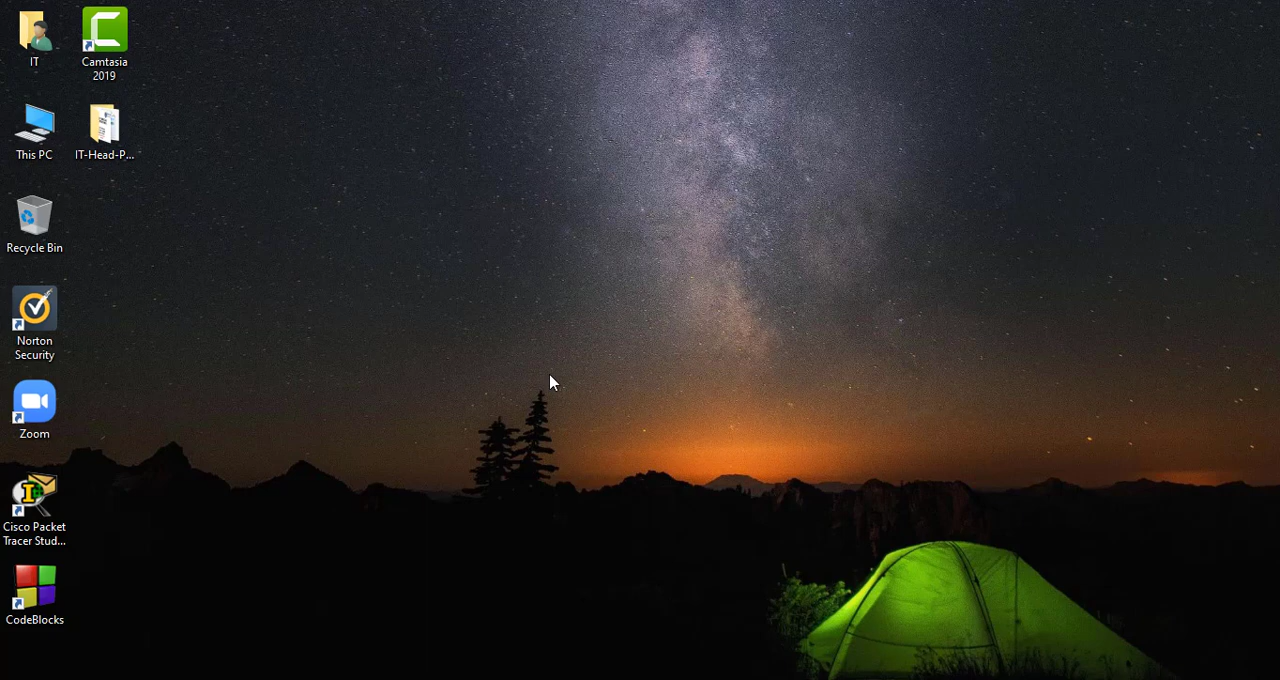 IT
Camtasia
2019
This PC
IT-Head-P...
Recycle Bin
Norton
Security
Zoom
Cisco Packet
Tracer Stud...
CodeBlocks